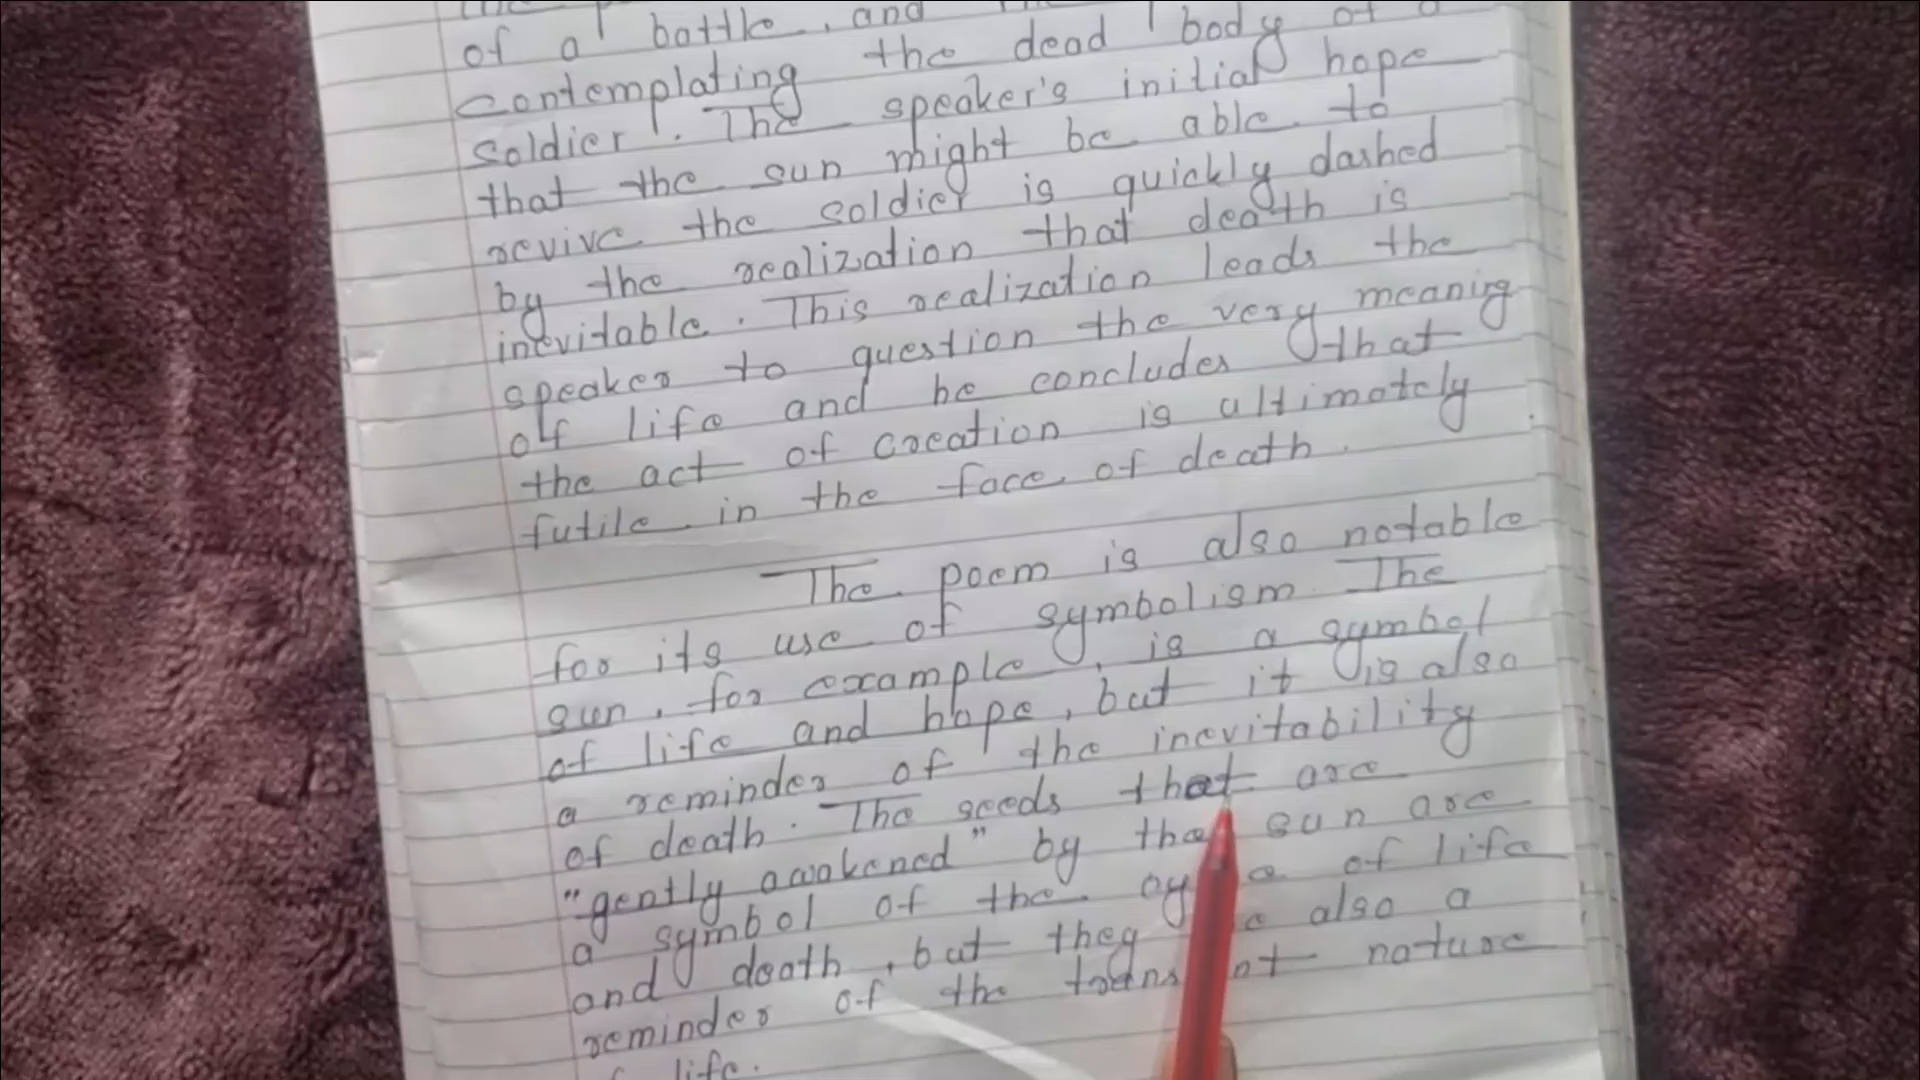 of a battle, and
contemplating the dead body of a
soldier. The speaker's initial hope
that the sun might be able to
revive the soldier is quickly dashed
by the realization that death is
inevitable. This realization leads the
speaker to question the very meaning
of life and he concludes that
the act of creation is ultimately
futile in the face of death.
The poem is also notable
for its use of symbolism The
sun, for example, is a symbol
of life and hope, but it is also
a reminder of the inevitability
of death. The seeds that are
"gently awakened" by the sun are
a symbol of the of life
and death, but they also a
reminder of the nature
life.